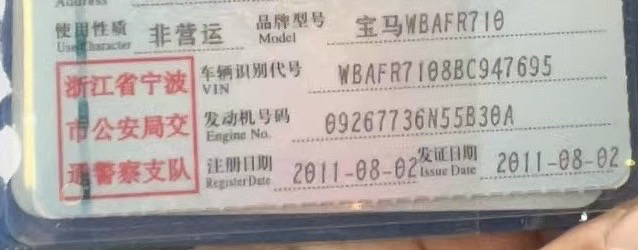 Address
使用性质 非营运 品牌型号 宝马WBAFR710
Use Character Model
浙江省宁波
市公安局交
通警察支队
车辆识别代号 WBAFR7108BC947695
VIN
发动机号码 09267736N55B30A
Engine No.
注册日期 2011-08-02 发证日期 2011-08-02
Register Date Issue Date